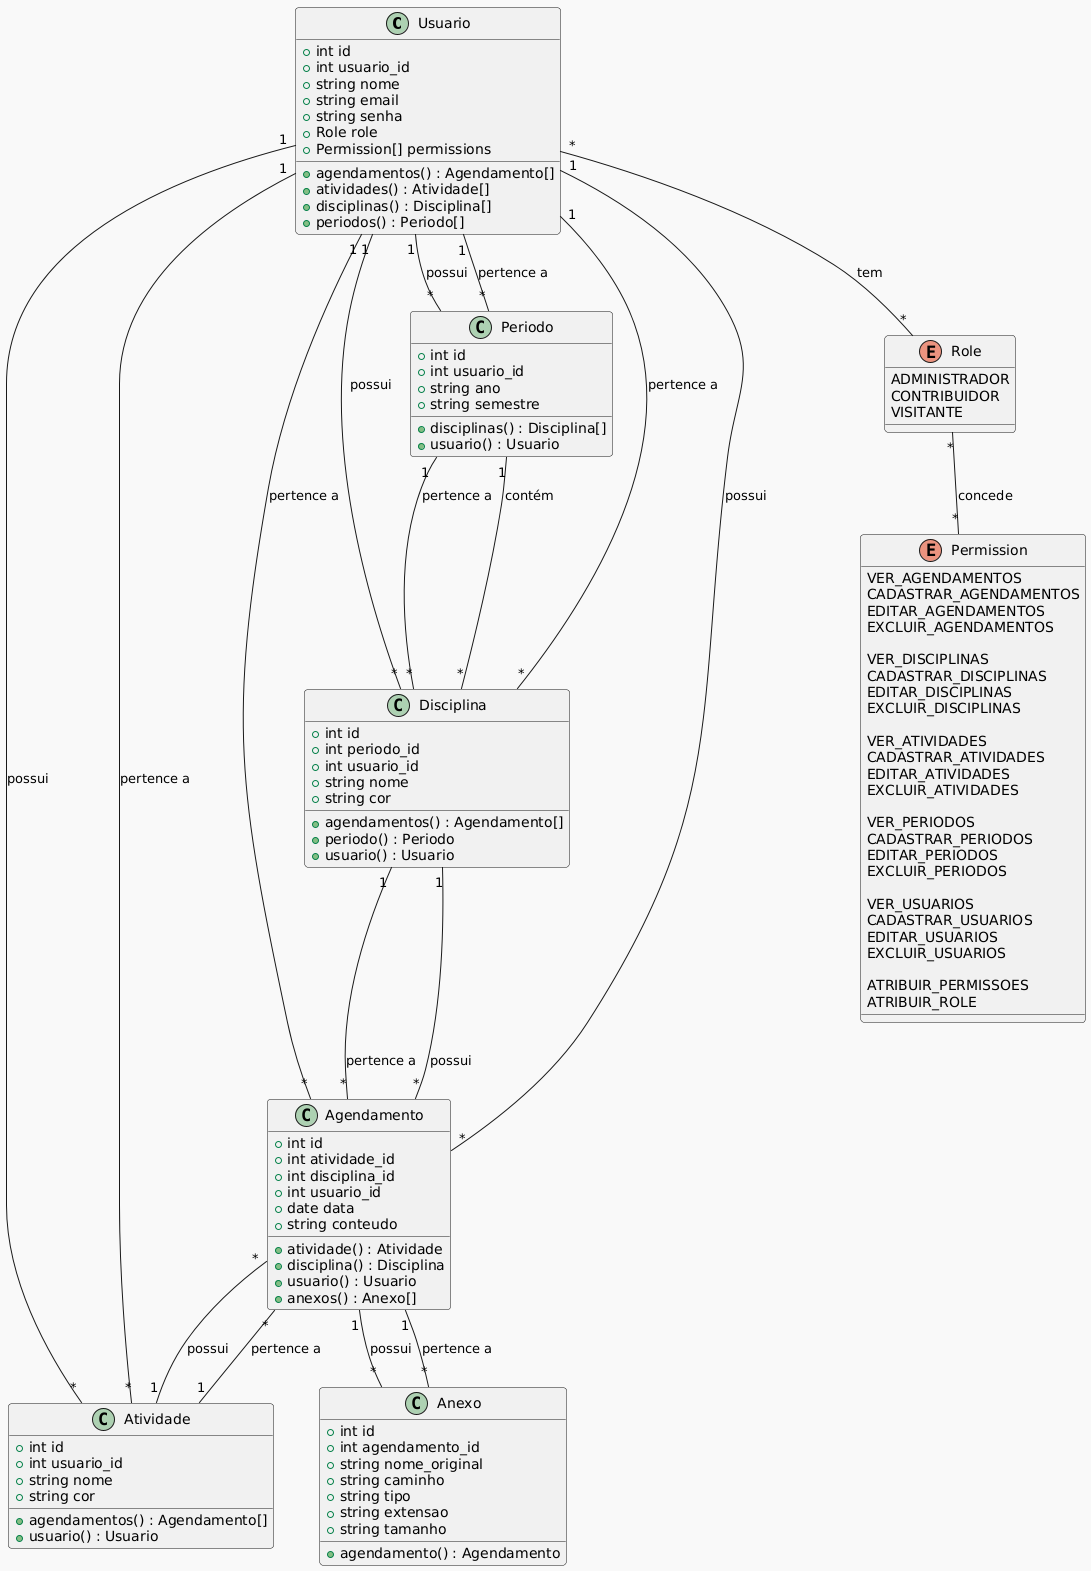 C Usuario
int id
int usuario_id
string nome
string email
string senha
Role role
Permission[] permissions
agendamentos() : Agendamento[]
atividades() : Atividade[]
disciplinas() : Disciplina[]
periodos() : Periodo[]
1
1
*
1
1
1
1
1
1
possui
pertence a
tem
*
*
*
C Periodo
int id
int usuario_id
string ano
string semestre
disciplinas() : Disciplina[]
usuario() : Usuario
E Role
ADMINISTRADOR
CONTRIBUIDOR
VISITANTE
possui
pertence a
1
1
*
pertence a
pertence a
contém
possui
concede
*
E Permission
VER_AGENDAMENTOS
CADASTRAR_AGENDAMENTOS
EDITAR_AGENDAMENTOS
EXCLUIR_AGENDAMENTOS
VER_DISCIPLINAS
CADASTRAR_DISCIPLINAS
EDITAR_DISCIPLINAS
EXCLUIR_DISCIPLINAS
VER_ATIVIDADES
CADASTRAR_ATIVIDADES
EDITAR_ATIVIDADES
EXCLUIR_ATIVIDADES
VER_PERIODOS
CADASTRAR_PERIODOS
EDITAR_PERIODOS
EXCLUIR_PERIODOS
VER_USUARIOS
CADASTRAR_USUARIOS
EDITAR_USUARIOS
EXCLUIR_USUARIOS
ATRIBUIR_PERMISSOES
ATRIBUIR_ROLE
*
*
*
*
C Disciplina
int id
int periodo_id
int usuario_id
string nome
string cor
agendamentos() : Agendamento[]
periodo() : Periodo
usuario() : Usuario
possui
pertence a
1
1
pertence a
possui
*
*
*
*
C Agendamento
int id
int atividade_id
int disciplina_id
int usuario_id
date data
string conteudo
atividade() : Atividade
disciplina() : Disciplina
usuario() : Usuario
anexos() : Anexo[]
*
*
1
1
possui
pertence a
possui
pertence a
*
*
1
1
*
*
C Atividade
int id
int usuario_id
string nome
string cor
agendamentos() : Agendamento[]
usuario() : Usuario
C Anexo
int id
int agendamento_id
string nome_original
string caminho
string tipo
string extensao
string tamanho
agendamento() : Agendamento